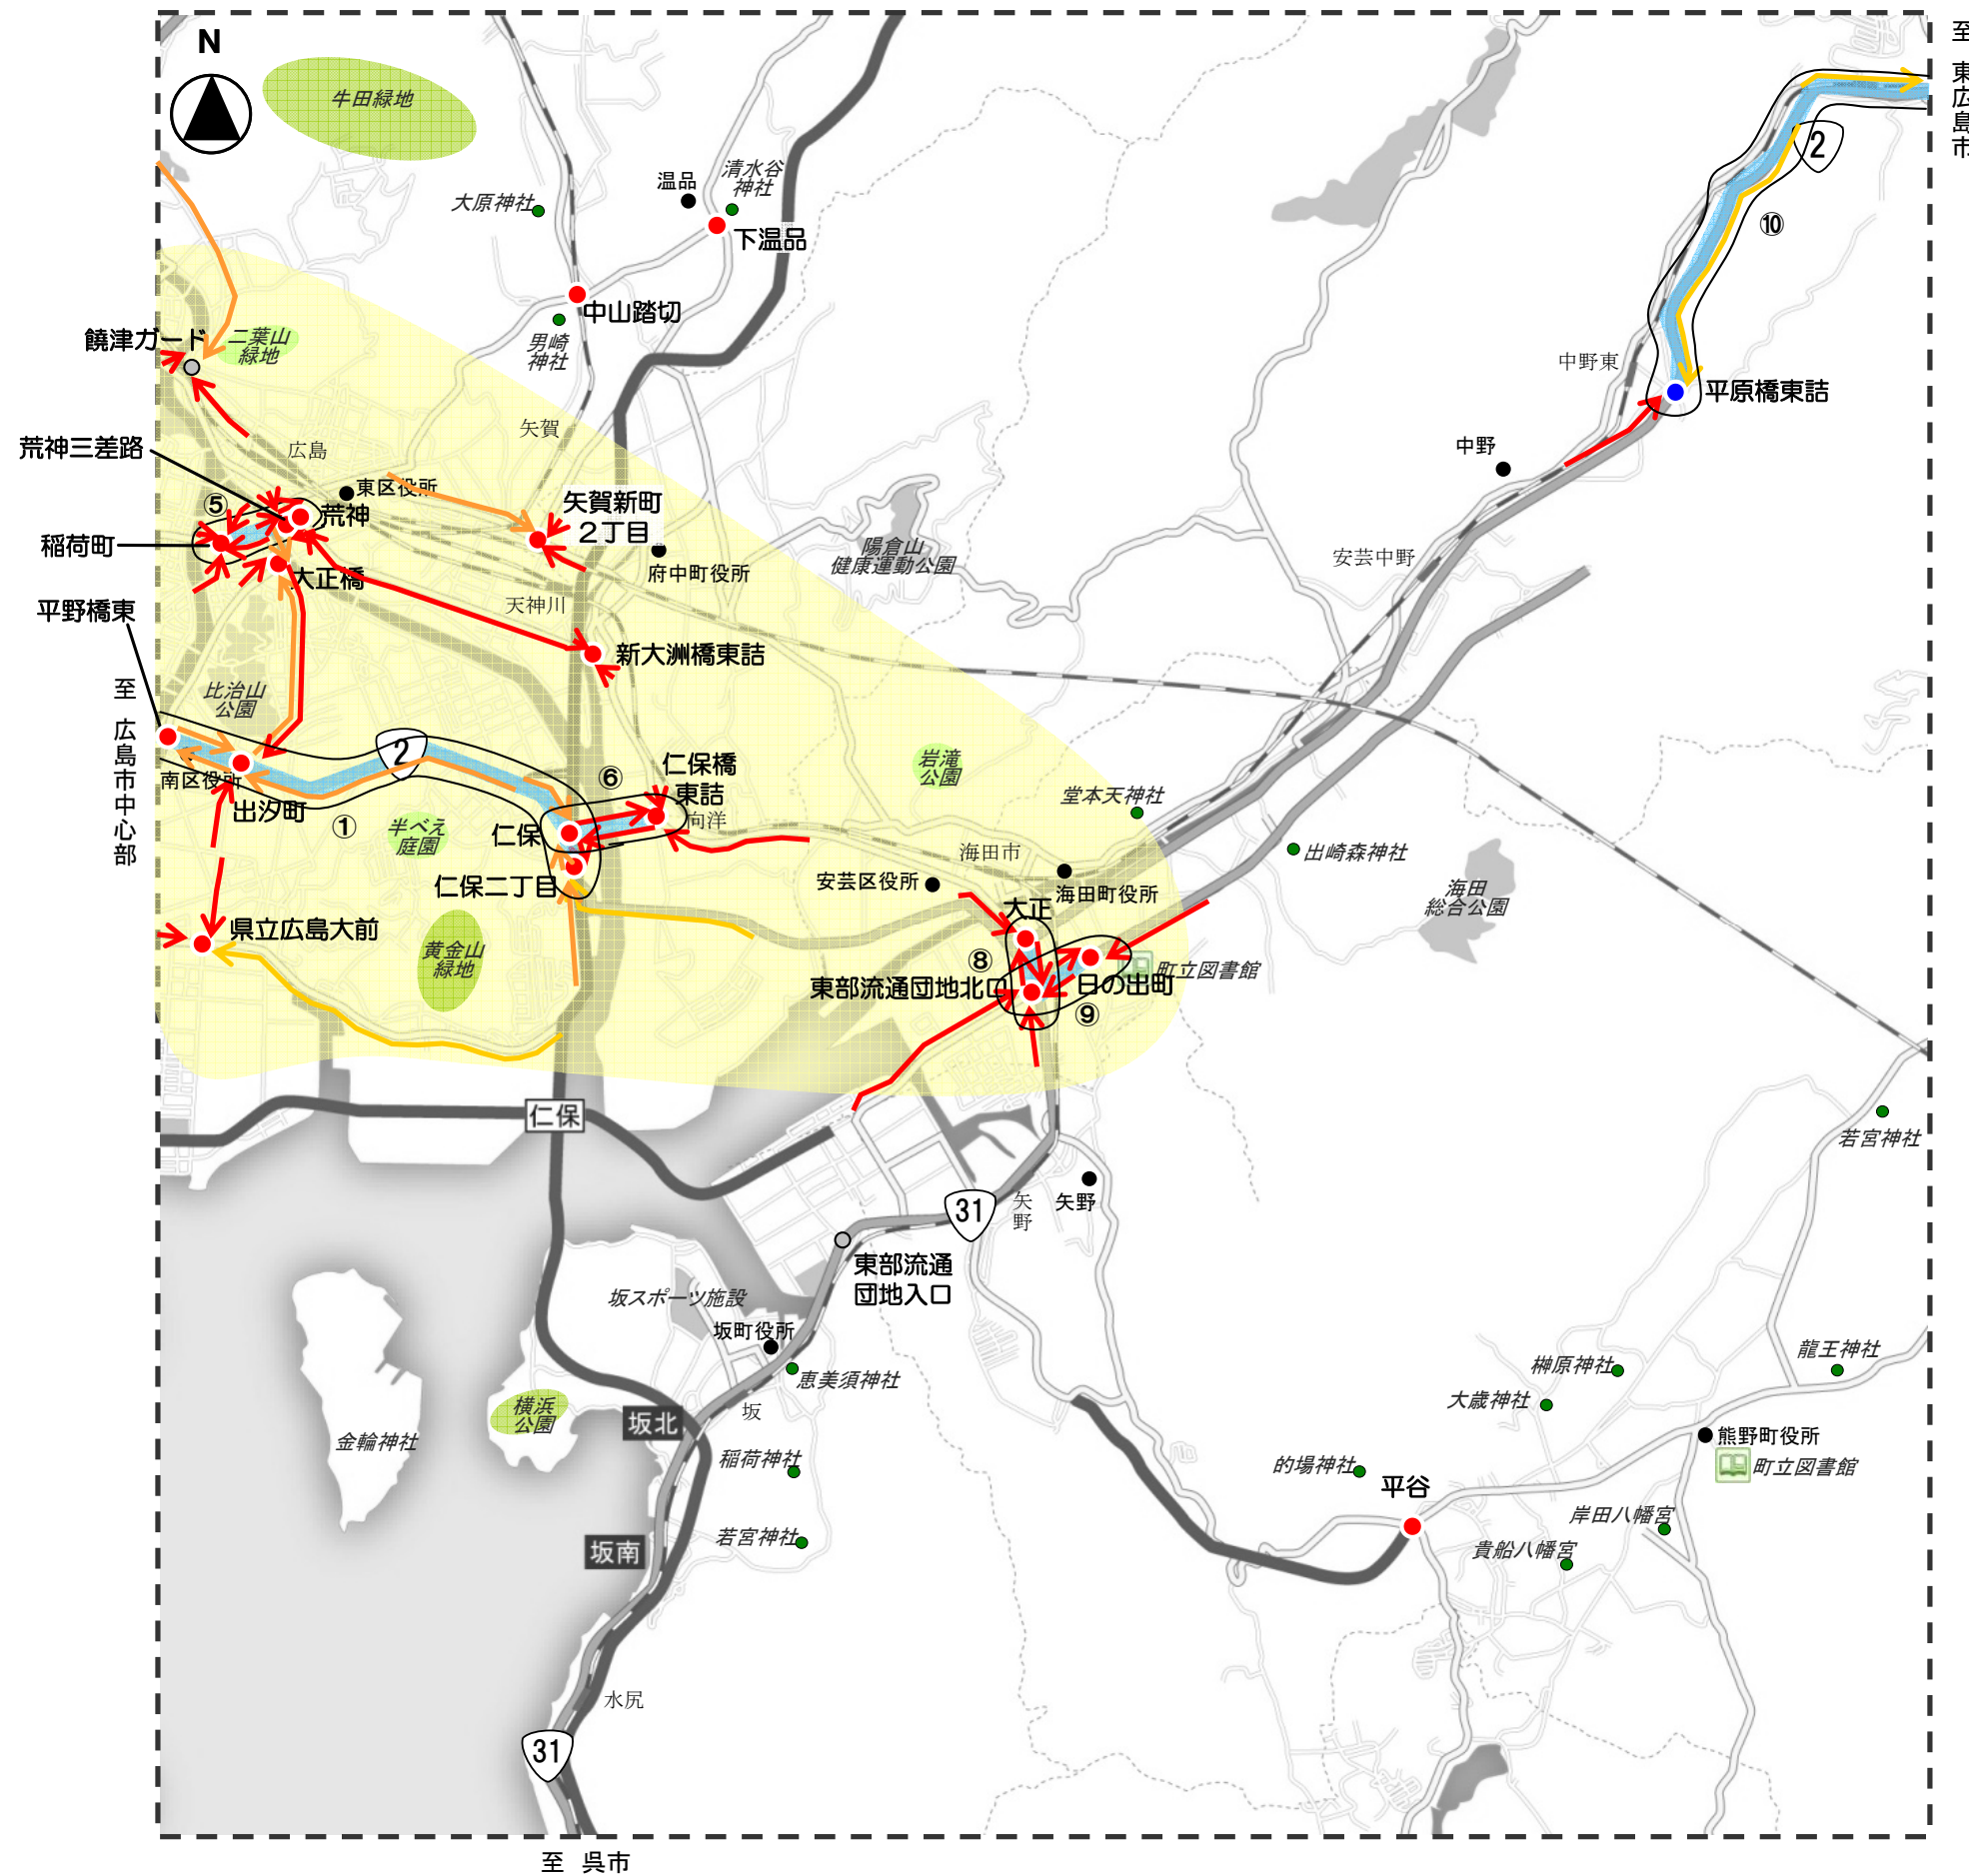 N
至
東広島市
牛田緑地
2
清水谷
神社
温品
大原神社
下温品
⑩
中山踏切
男崎
神社
饒津ガード
二葉山
緑地
中野東
平原橋東詰
矢賀
荒神三差路
広島
中野
東区役所
矢賀新町
2丁目
⑤
荒神
稲荷町
陽倉山
健康運動公園
安芸中野
府中町役所
大正橋
天神川
平野橋東
新大洲橋東詰
至
広島市中心部
比治山
公園
2
岩滝
公園
仁保橋
東詰
⑥
南区役所
堂本天神社
出汐町
①
半べえ
庭園
仁保
向洋
海田市
出崎森神社
仁保二丁目
安芸区役所
海田町役所
海田
総合公園
大正
県立広島大前
黄金山
緑地
⑧
町立図書館
東部流通団地北口
日の出町
⑨
仁保
若宮神社
31
矢野
矢野
東部流通
団地入口
坂スポーツ施設
坂町役所
恵美須神社
龍王神社
榊原神社
大歳神社
横浜
公園
坂北
坂
金輪神社
熊野町役所
町立図書館
稲荷神社
的場神社
平谷
岸田八幡宮
坂南
若宮神社
貴船八幡宮
水尻
31
至 呉市